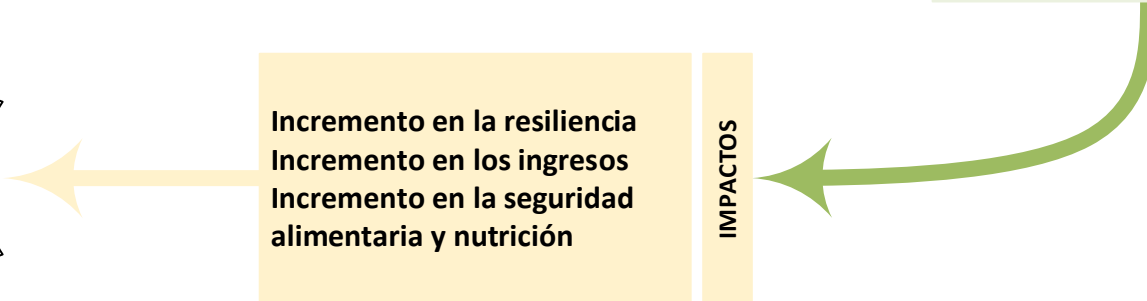 Incremento en la resiliencia
Incremento en los ingresos
Incremento en la seguridad
alimentaria y nutrición
IMPACTOS